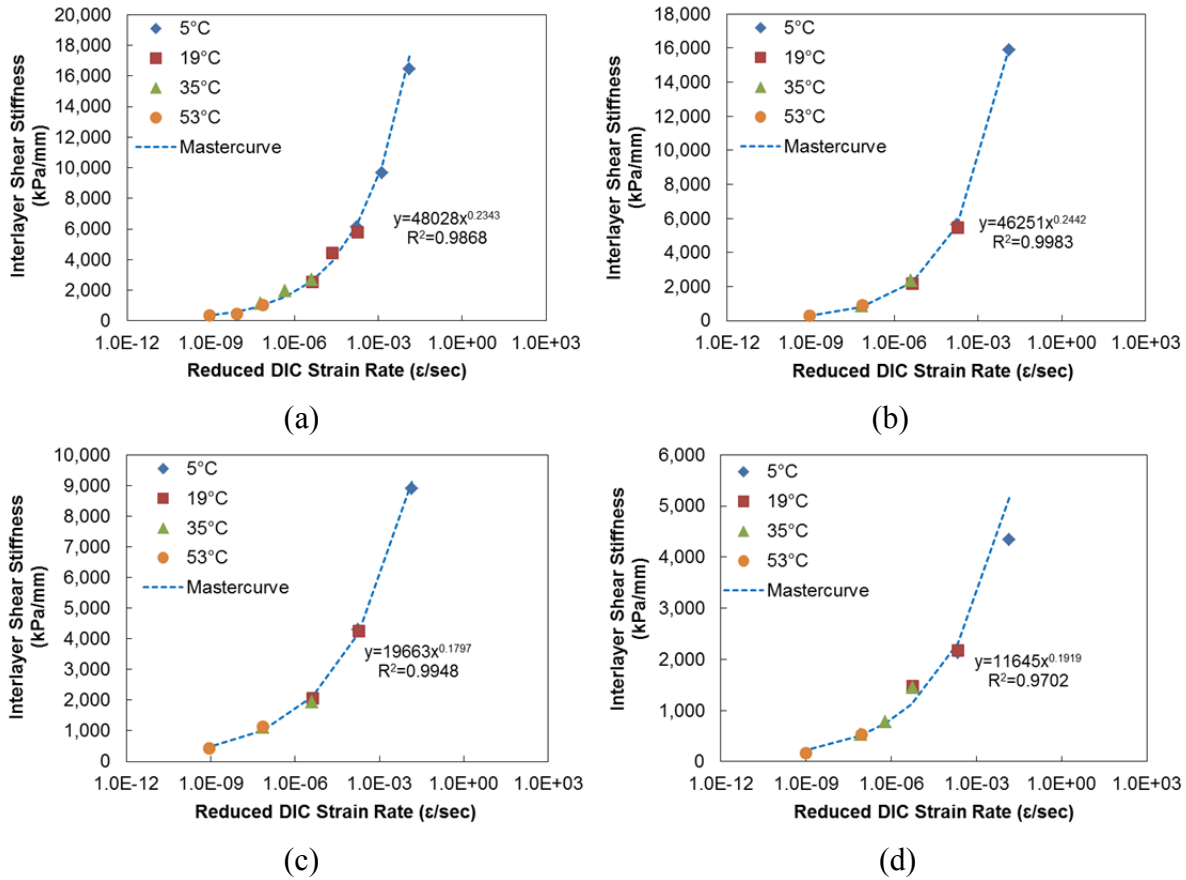 20,000
18,000
16,000
14,000
12,000
10,000
8,000
6,000
4,000
2,000
0
Interlayer Shear Stiffness
(kPa/mm)
5°C
19°C
35°C
53°C
Mastercurve
y=48028x^0.2343
R²=0.9868
1.0E-12 1.0E-09 1.0E-06 1.0E-03 1.0E+00 1.0E+03
Reduced DIC Strain Rate (ε/sec)
(a)
18,000
16,000
14,000
12,000
10,000
8,000
6,000
4,000
2,000
0
Interlayer Shear Stiffness
(kPa/mm)
5°C
19°C
35°C
53°C
Mastercurve
y=46251x^0.2442
R²=0.9983
1.0E-12 1.0E-09 1.0E-06 1.0E-03 1.0E+00 1.0E+03
Reduced DIC Strain Rate (ε/sec)
(b)
10,000
9,000
8,000
7,000
6,000
5,000
4,000
3,000
2,000
1,000
0
Interlayer Shear Stiffness
(kPa/mm)
5°C
19°C
35°C
53°C
Mastercurve
y=19663x^0.1797
R²=0.9948
1.0E-12 1.0E-09 1.0E-06 1.0E-03 1.0E+00 1.0E+03
Reduced DIC Strain Rate (ε/sec)
(c)
6,000
5,000
4,000
3,000
2,000
1,000
0
Interlayer Shear Stiffness
(kPa/mm)
5°C
19°C
35°C
53°C
Mastercurve
y=11645x^0.1919
R²=0.9702
1.0E-12 1.0E-09 1.0E-06 1.0E-03 1.0E+00 1.0E+03
Reduced DIC Strain Rate (ε/sec)
(d)